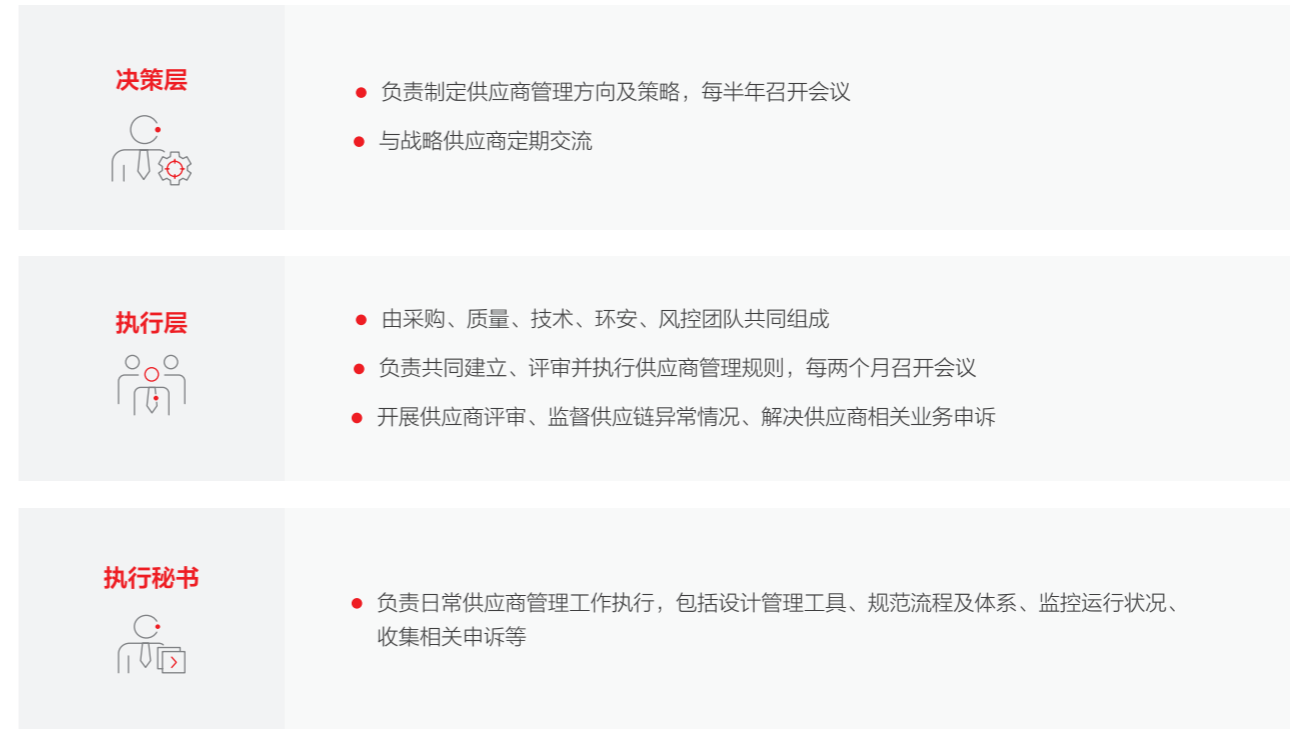 决策层
负责制定供应商管理方向及策略，每半年召开会议
与战略供应商定期交流
执行层
由采购、质量、技术、环安、风控团队共同组成
负责共同建立、评审并执行供应商管理规则，每两个月召开会议
开展供应商评审、监督供应链异常情况、解决供应商相关业务申诉
执行秘书
负责日常供应商管理工作执行，包括设计管理工具、规范流程及体系、监控运行状况、
收集相关申诉等